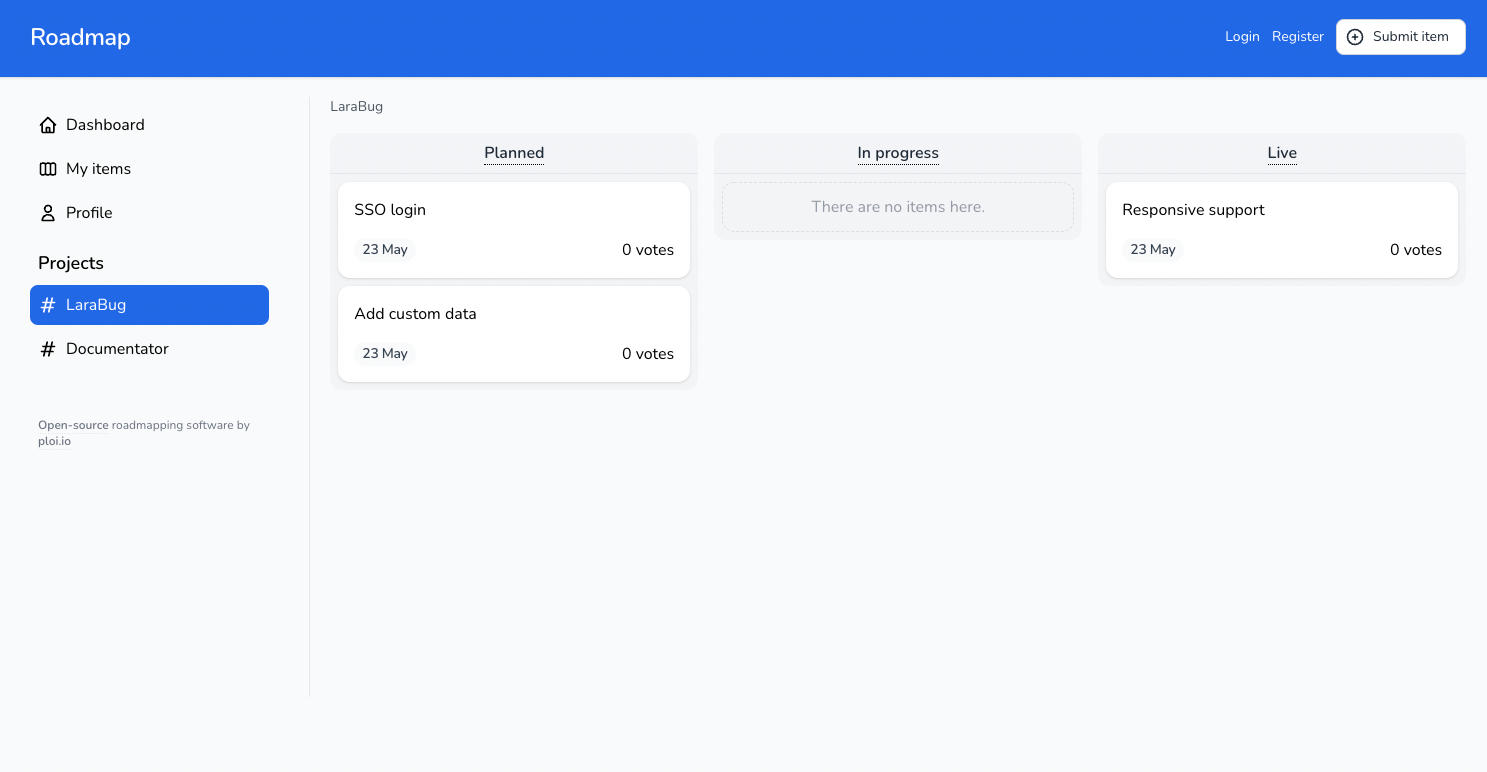 Roadmap
Login Register Submit item
Dashboard
My items
Profile
Projects
# LaraBug
# Documentator
Open-source roadmapping software by
ploi.io
LaraBug
Planned
SSO login
23 May 0 votes
Add custom data
23 May 0 votes
In progress
There are no items here.
Live
Responsive support
23 May 0 votes